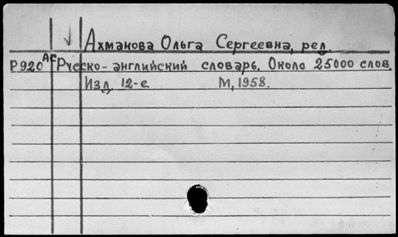 Ахманова Ольга Сергеевна, ред.
Р920 АС Русско-английский словарь. Около 25000 слов.
Изд. 12-е. М, 1958.